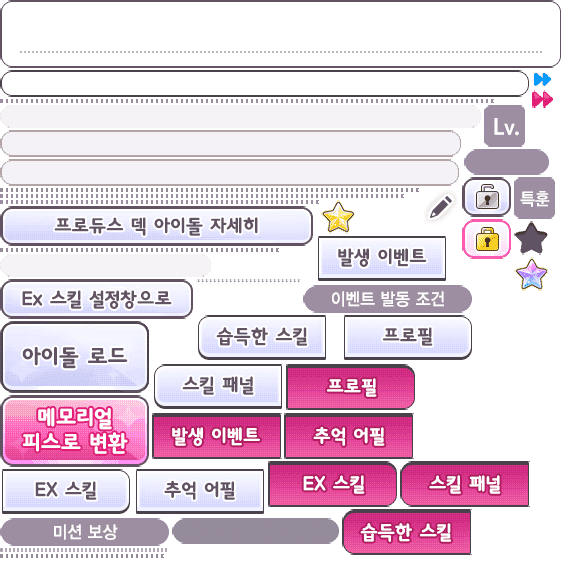 Lv.
특훈
프로듀스 덱 아이돌 자세히
발생 이벤트
Ex 스킬 설정창으로
이벤트 발동 조건
습득한 스킬
프로필
아이돌 로드
스킬 패널
프로필
메모리얼
피스로 변환
발생 이벤트
추억 어필
EX 스킬
스킬 패널
EX 스킬
추억 어필
미션 보상
습득한 스킬